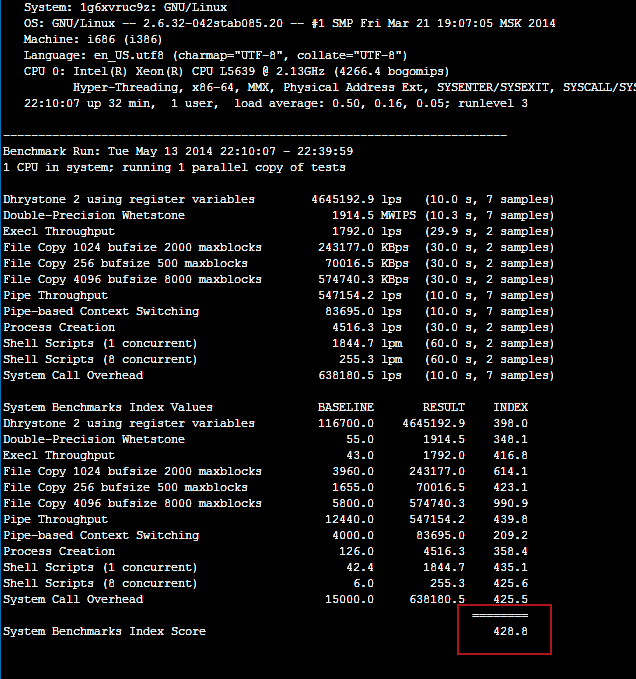 System: 1g6xvruc9z: GNU/Linux
OS: GNU/Linux -- 2.6.32-042stab085.20 -- #1 SMP Fri Mar 21 19:07:05 MSK 2014
Machine: i686 (i386)
Language: en_US.utf8 (charmap="UTF-8", collate="UTF-8")
CPU 0: Intel(R) Xeon(R) CPU L5639 @ 2.13GHz (4266.4 bogomips)
Hyper-Threading, x86-64, MMX, Physical Address Ext, SYSENTER/SYSEXIT, SYSCALL/SYS
22:10:07 up 32 min, 1 user, load average: 0.50, 0.16, 0.05; runlevel 3
------------------------------------------------------------------------
Benchmark Run: Tue May 13 2014 22:10:07 - 22:39:59
1 CPU in system; running 1 parallel copy of tests
Dhrystone 2 using register variables 4645192.9 lps (10.0 s, 7 samples)
Double-Precision Whetstone 1914.5 MWIPS (10.3 s, 7 samples)
Execl Throughput 1792.0 lps (29.9 s, 2 samples)
File Copy 1024 bufsize 2000 maxblocks 243177.0 KBps (30.0 s, 2 samples)
File Copy 256 bufsize 500 maxblocks 70016.5 KBps (30.0 s, 2 samples)
File Copy 4096 bufsize 8000 maxblocks 574740.3 KBps (30.0 s, 2 samples)
Pipe Throughput 547154.2 lps (10.0 s, 7 samples)
Pipe-based Context Switching 83695.0 lps (10.0 s, 7 samples)
Process Creation 4516.3 lps (30.0 s, 2 samples)
Shell Scripts (1 concurrent) 1844.7 lpm (60.0 s, 2 samples)
Shell Scripts (8 concurrent) 255.3 lpm (60.0 s, 2 samples)
System Call Overhead 638180.5 lps (10.0 s, 7 samples)
System Benchmarks Index Values BASELINE RESULT INDEX
Dhrystone 2 using register variables 116700.0 4645192.9 398.0
Double-Precision Whetstone 55.0 1914.5 348.1
Execl Throughput 43.0 1792.0 416.8
File Copy 1024 bufsize 2000 maxblocks 3960.0 243177.0 614.1
File Copy 256 bufsize 500 maxblocks 1655.0 70016.5 423.1
File Copy 4096 bufsize 8000 maxblocks 5800.0 574740.3 990.9
Pipe Throughput 12440.0 547154.2 439.8
Pipe-based Context Switching 4000.0 83695.0 209.2
Process Creation 126.0 4516.3 358.4
Shell Scripts (1 concurrent) 42.4 1844.7 435.1
Shell Scripts (8 concurrent) 6.0 255.3 425.6
System Call Overhead 15000.0 638180.5 425.5
========
System Benchmarks Index Score 428.8